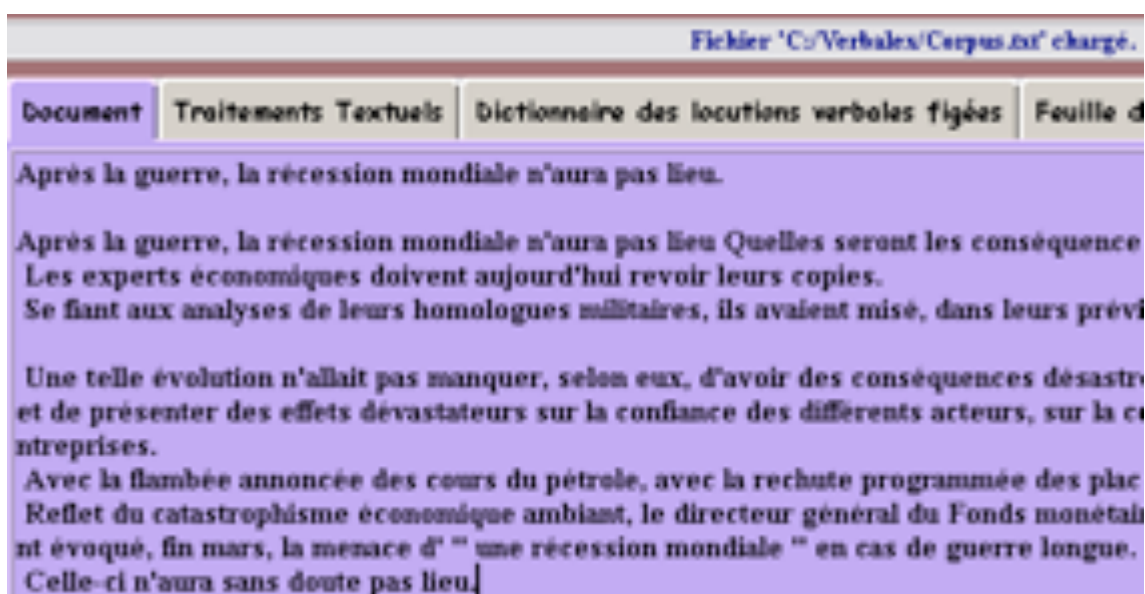 Fichier 'C:/Verbalex/Corpus.txt' chargé.
Document Traitements Textuels Dictionnaire des locutions verbales figées Feuille d
Après la guerre, la récession mondiale n'aura pas lieu.
Après la guerre, la récession mondiale n'aura pas lieu Quelles seront les conséquence
Les experts économiques doivent aujourd'hui revoir leurs copies.
Se fiant aux analyses de leurs homologues militaires, ils avaient misé, dans leurs prévi
Une telle évolution n'allait pas manquer, selon eux, d'avoir des conséquences désastre
et de présenter des effets dévastateurs sur la confiance des différents acteurs, sur la co
ntreprises.
Avec la flambée annoncée des cours du pétrole, avec la rechute programmée des plac
Reflet du catastrophisme économique ambiant, le directeur général du Fonds monétair
nt évoqué, fin mars, la menace d' " une récession mondiale " en cas de guerre longue.
Celle-ci n'aura sans doute pas lieu.